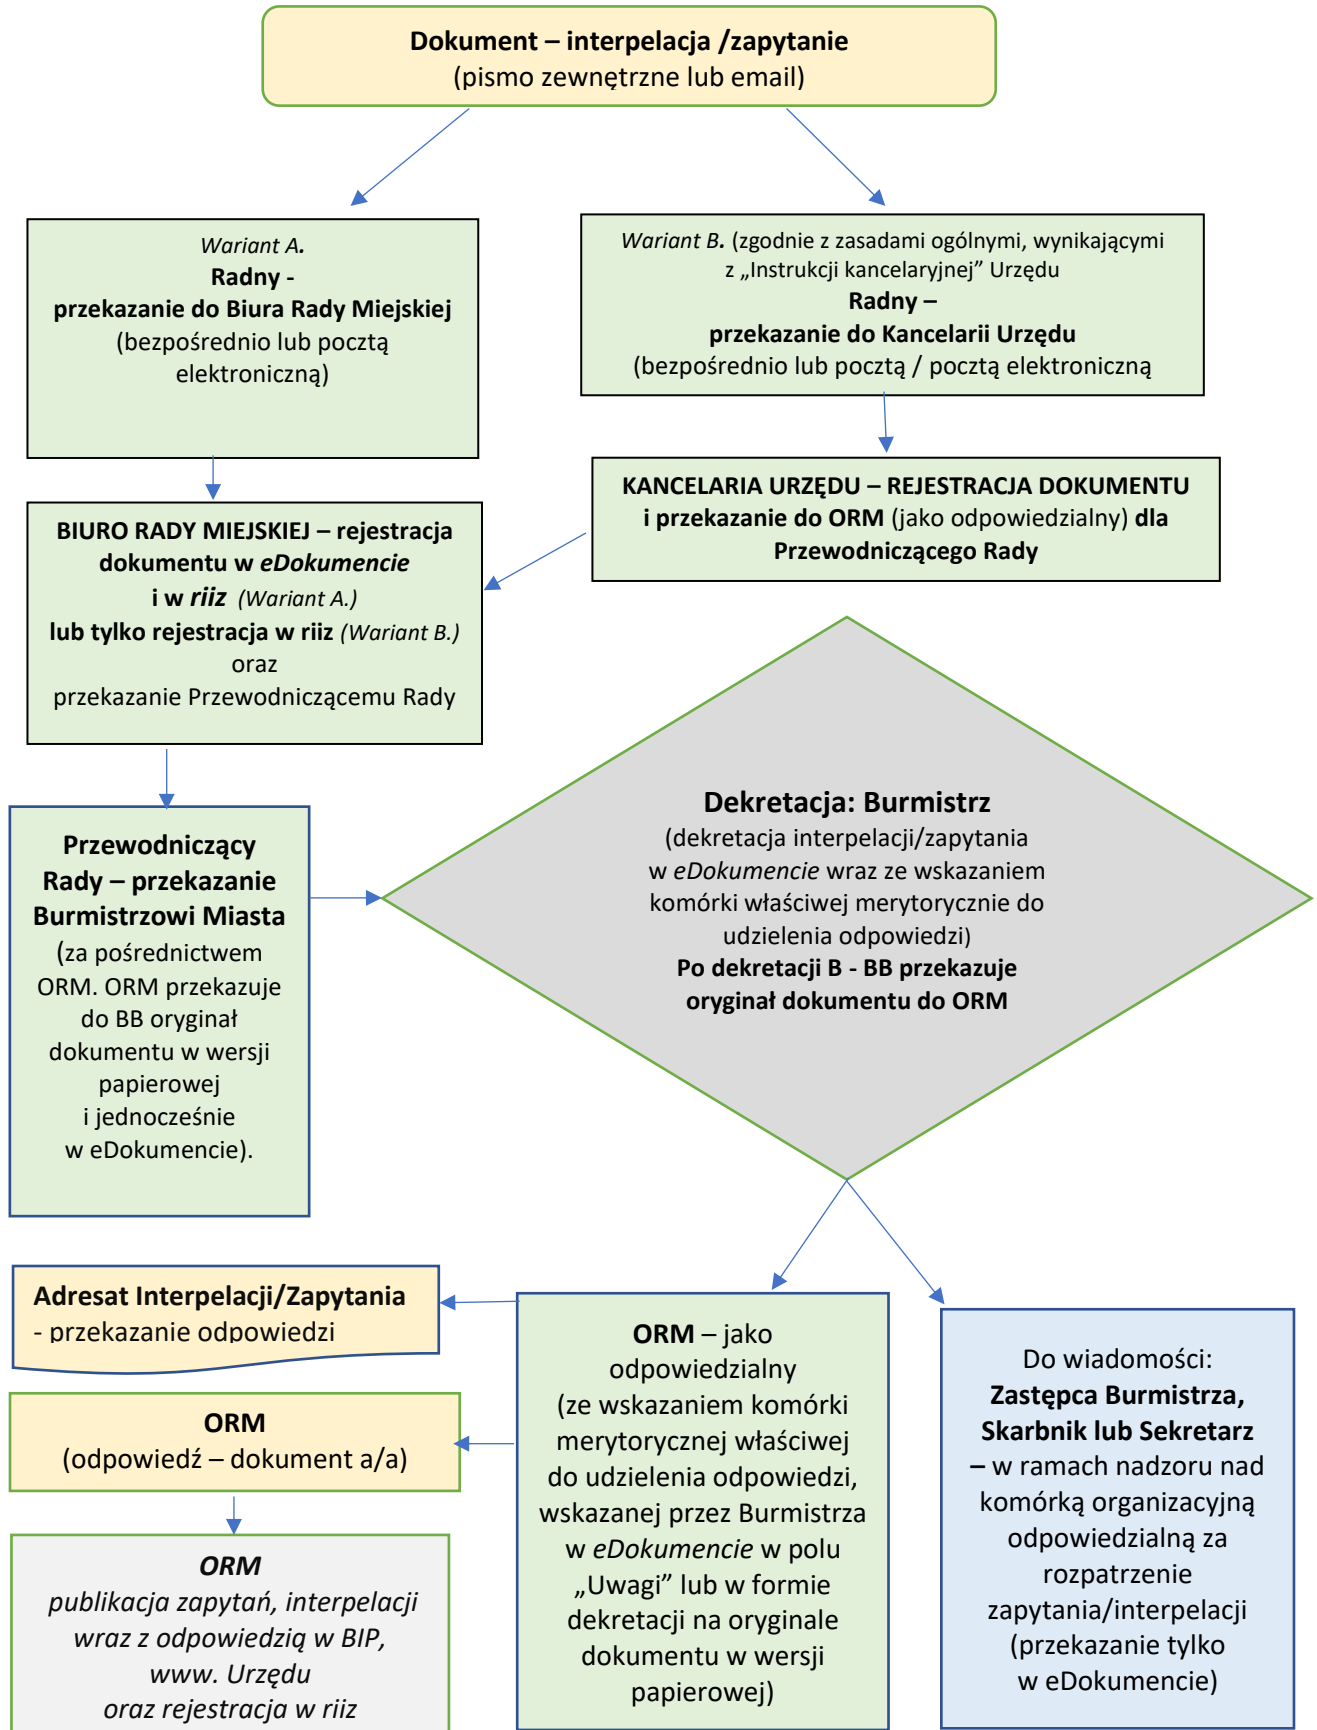 Dokument – interpelacja /zapytanie
(pismo zewnętrzne lub email)
Wariant A.
Radny -
przekazanie do Biura Rady Miejskiej
(bezpośrednio lub pocztą
elektroniczną)
Wariant B. (zgodnie z zasadami ogólnymi, wynikającymi
z „Instrukcji kancelaryjnej” Urzędu
Radny –
przekazanie do Kancelarii Urzędu
(bezpośrednio lub pocztą / pocztą elektroniczną
KANCELARIA URZĘDU – REJESTRACJA DOKUMENTU
i przekazanie do ORM (jako odpowiedzialny) dla
Przewodniczącego Rady
BIURO RADY MIEJSKIEJ – rejestracja
dokumentu w eDokumencie
i w riiz (Wariant A.)
lub tylko rejestracja w riiz (Wariant B.)
oraz
przekazanie Przewodniczącemu Rady
Przewodniczący
Rady – przekazanie
Burmistrzowi Miasta
(za pośrednictwem
ORM. ORM przekazuje
do BB oryginał
dokumentu w wersji
papierowej
i jednocześnie
w eDokumencie).
Dekretacja: Burmistrz
(dekretacja interpelacji/zapytania
w eDokumencie wraz ze wskazaniem
komórki właściwej merytorycznie do
udzielenia odpowiedzi)
Po dekretacji B - BB przekazuje
oryginał dokumentu do ORM
Adresat Interpelacji/Zapytania
- przekazanie odpowiedzi
ORM
(odpowiedź – dokument a/a)
ORM
publikacja zapytań, interpelacji
wraz z odpowiedzią w BIP,
www. Urzędu
oraz rejestracja w riiz
ORM – jako
odpowiedzialny
(ze wskazaniem komórki
merytorycznej właściwej
do udzielenia odpowiedzi,
wskazanej przez Burmistrza
w eDokumencie w polu
„Uwagi” lub w formie
dekretacji na oryginale
dokumentu w wersji
papierowej)
Do wiadomości:
Zastępca Burmistrza,
Skarbnik lub Sekretarz
– w ramach nadzoru nad
komórką organizacyjną
odpowiedzialną za
rozpatrzenie
zapytania/interpelacji
(przekazanie tylko
w eDokumencie)